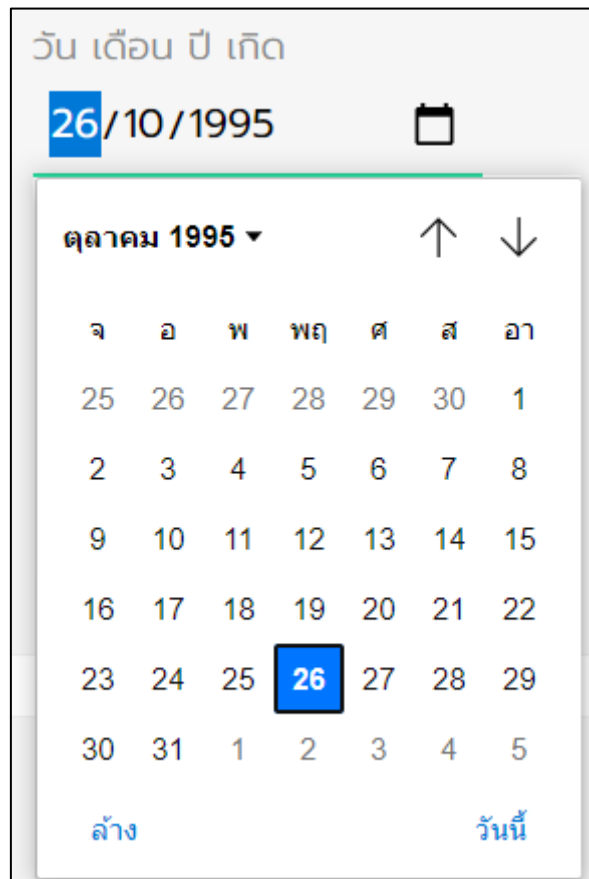 วัน เดือน ปี เกิด
26/10/1995
ตุลาคม 1995
จ อ พ พฤ ศ ส อา
25 26 27 28 29 30 1
2 3 4 5 6 7 8
9 10 11 12 13 14 15
16 17 18 19 20 21 22
23 24 25 26 27 28 29
30 31 1 2 3 4 5
ล้าง วันนี้